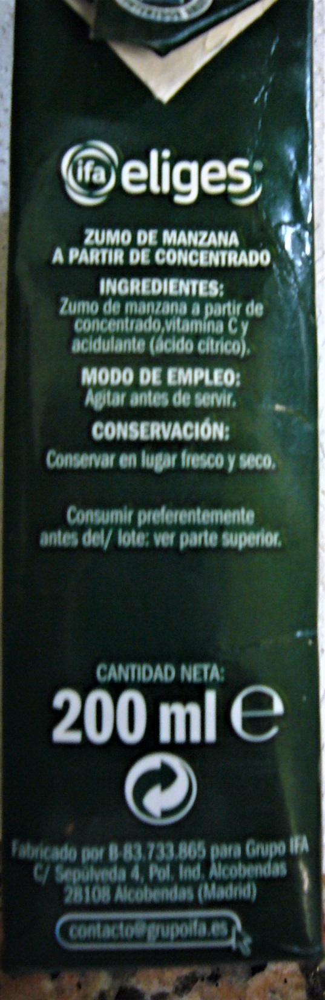 ifa eliges
ZUMO DE MANZANA
A PARTIR DE CONCENTRADO
INGREDIENTES:
Zumo de manzana a partir de
concentrado,vitamina C y
acidulante (ácido cítrico).
MODO DE EMPLEO:
Agitar antes de servir.
CONSERVACIÓN:
Conservar en lugar fresco y seco.
Consumir preferentemente
antes del/ lote: ver parte superior.
CANTIDAD NETA:
200 ml e
Fabricado por B-83.733.865 para Grupo IFA
C/ Sepúlveda 4, Pol. Ind. Alcobendas
28108 Alcobendas (Madrid)
contacto@grupoifa.es